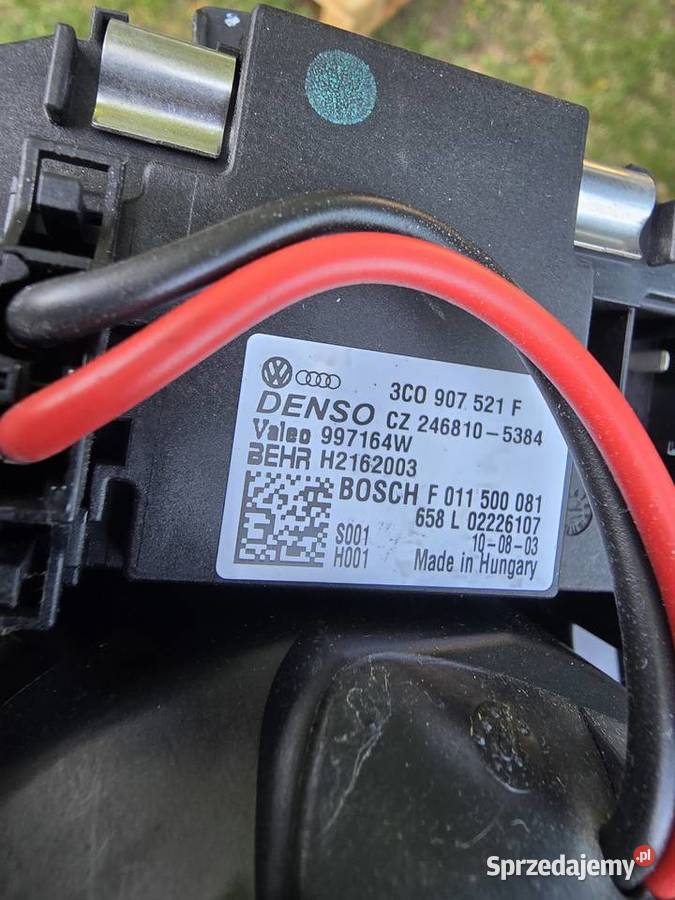 3C0 907 521 F
DENSO CZ 246810-5384
Valeo 997164W
BEHR H2162003
BOSCH F 011 500 081
658 L 02226107
S001 10-08-03
H001 Made in Hungary
Sprzedajemy.pl